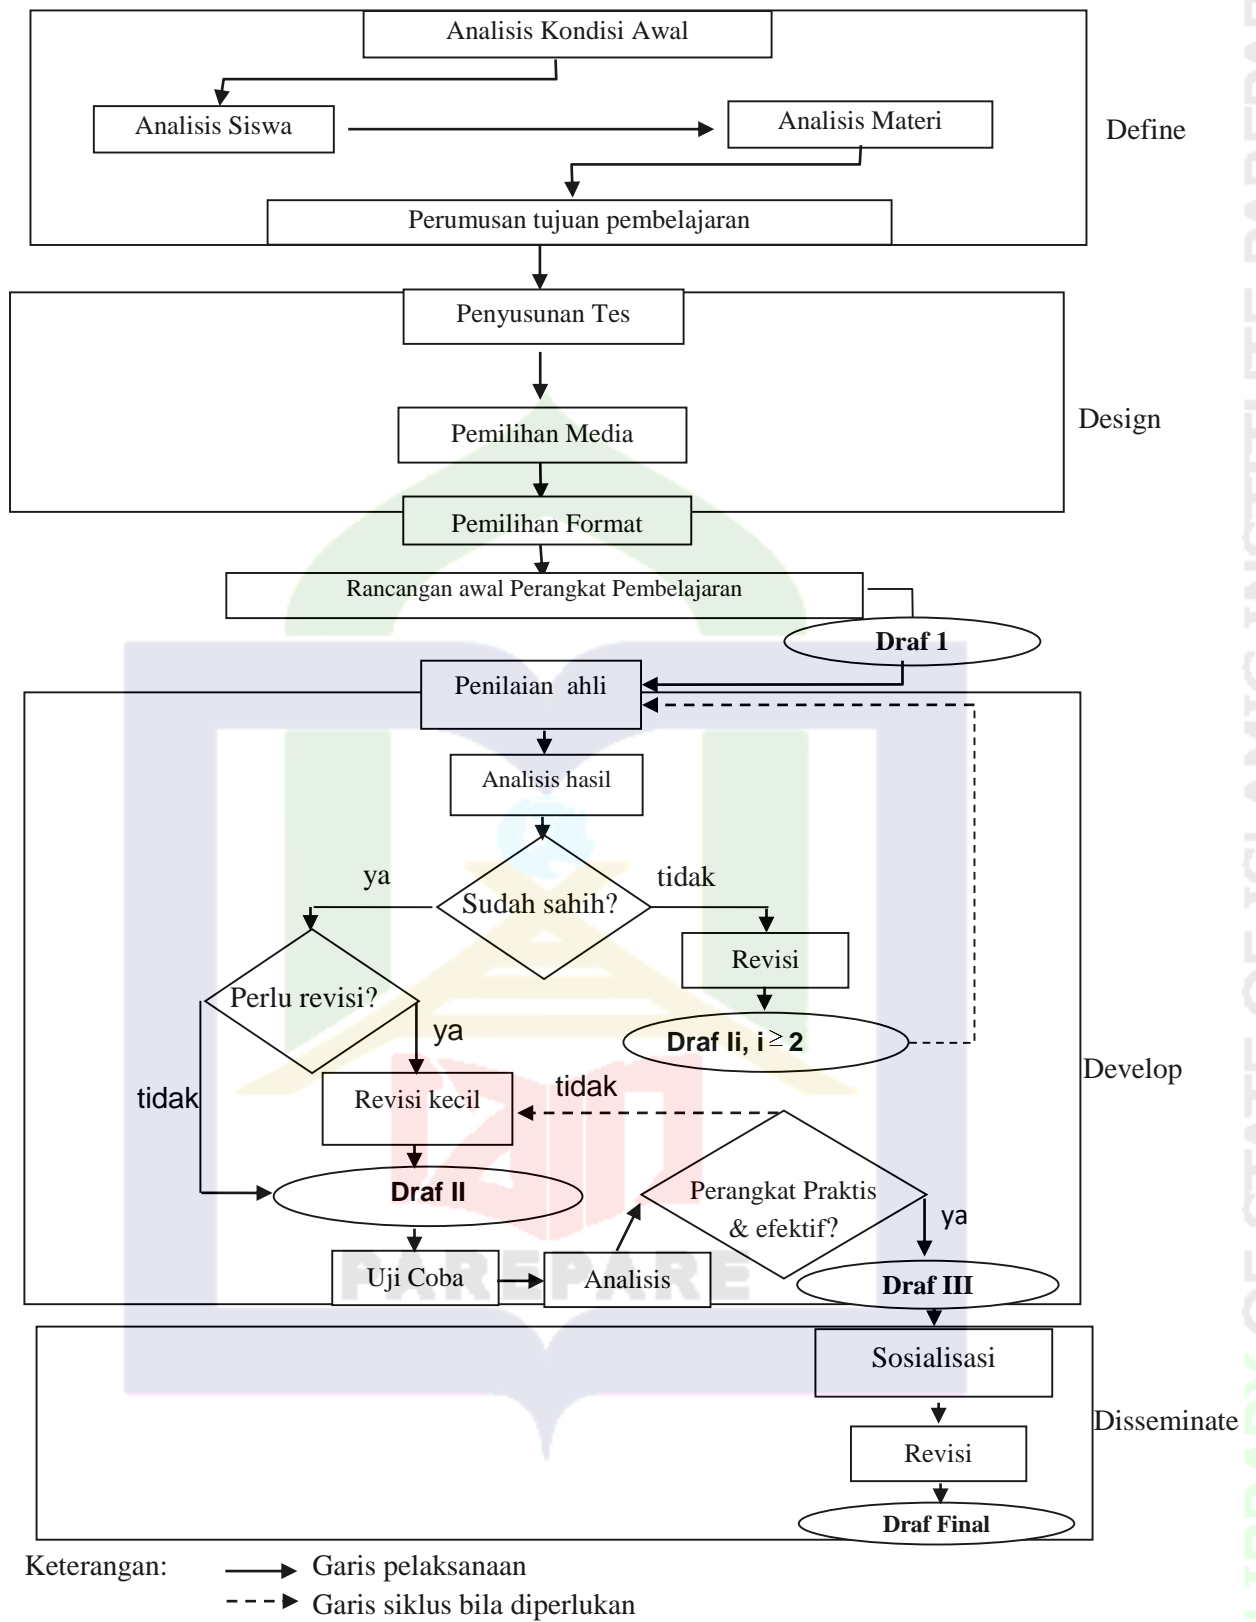 Analisis Kondisi Awal
Analisis Siswa
Analisis Materi
Define
Perumusan tujuan pembelajaran
Penyusunan Tes
Pemilihan Media
Design
Pemilihan Format
Rancangan awal Perangkat Pembelajaran
Draf 1
Penilaian ahli
Analisis hasil
ya
tidak
Sudah sahih?
Revisi
Perlu revisi?
ya
Draf Ii, i ≥ 2
Develop
tidak
Revisi kecil
tidak
Draf II
Perangkat Praktis
& efektif?
ya
Uji Coba
Analisis
Draf III
PAREPARE
Sosialisasi
Disseminate
Revisi
Draf Final
Keterangan:
Garis pelaksanaan
Garis siklus bila diperlukan